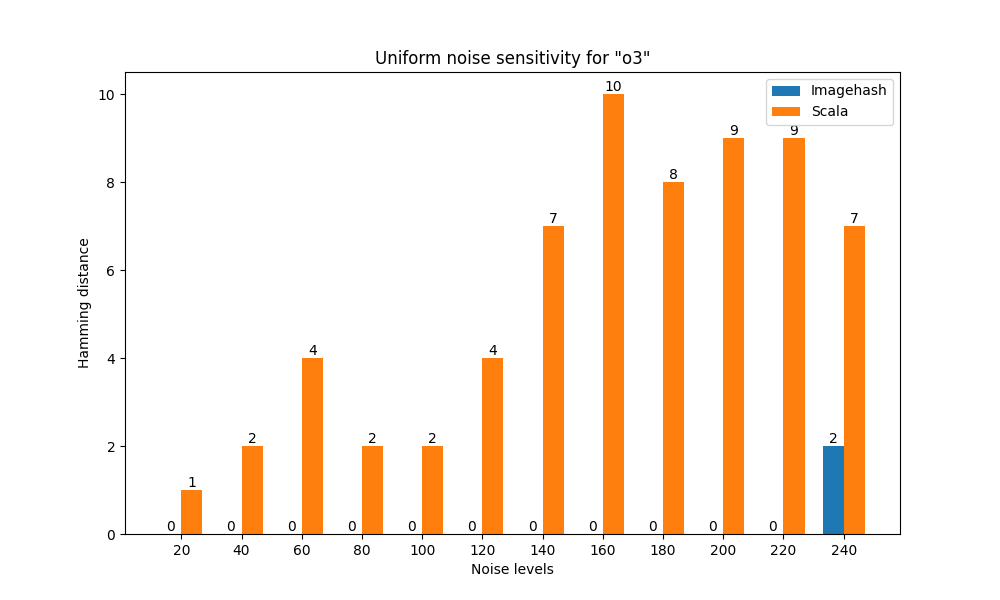 Uniform noise sensitivity for "o3"
Imagehash
Scala
Hamming distance
10
8
6
4
2
0
0 1 0 2 0 4 0 2 0 2 0 4 0 7 0 10 0 8 0 9 0 9 2 7
20 40 60 80 100 120 140 160 180 200 220 240
Noise levels